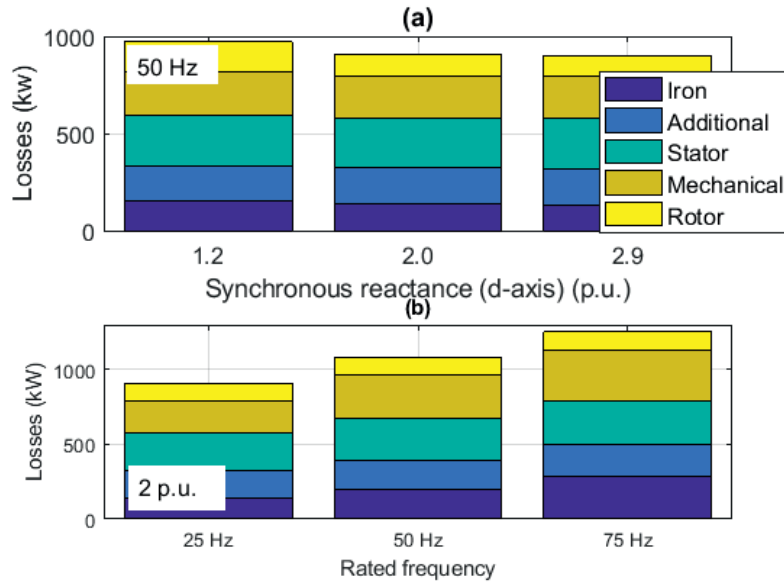 (a)
1000
500
0
Losses (kw)
50 Hz
Iron
Additional
Stator
Mechanical
Rotor
1.2 2.0 2.9
Synchronous reactance (d-axis) (p.u.)
(b)
1000
500
0
Losses (kW)
2 p.u.
25 Hz 50 Hz 75 Hz
Rated frequency